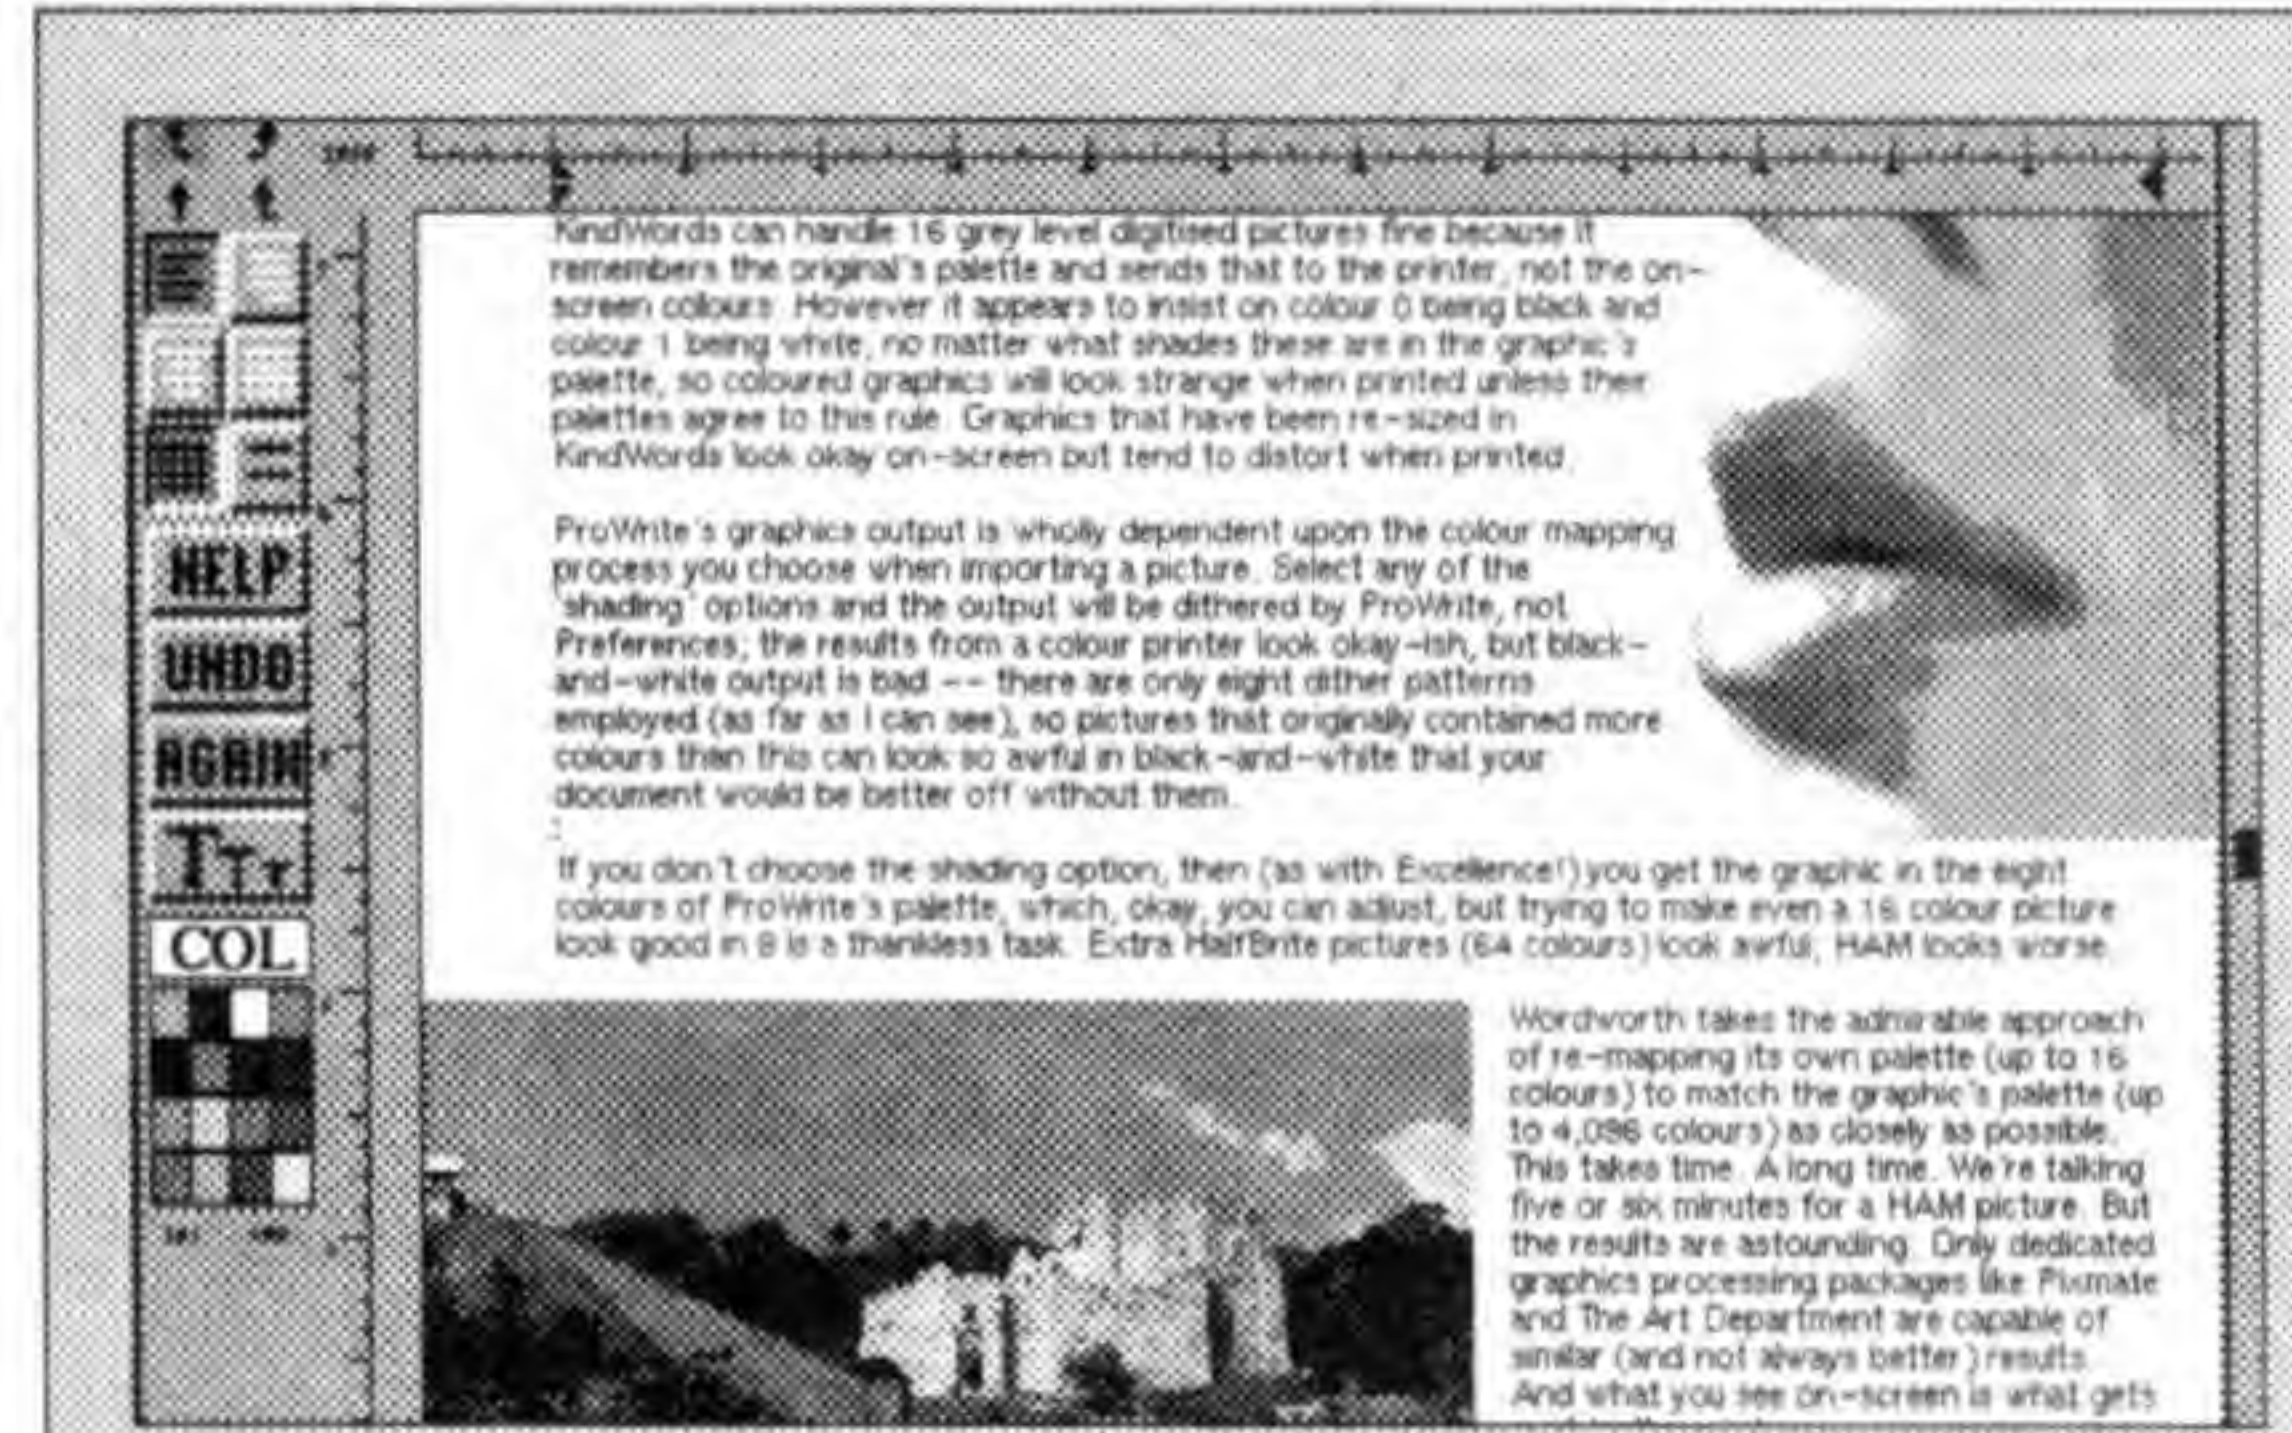 KindWords can handle 16 grey level digitised pictures fine because it
remembers the original's palette and sends that to the printer, not the on-
screen colours. However it appears to insist on colour 0 being black and
colour 1 being white, no matter what shades these are in the graphic's
palette, so coloured graphics will look strange when printed unless their
palettes agree to this rule. Graphics that have been re-sized in
KindWords look okay on-screen but tend to distort when printed.
HELP
ProWrite's graphics output is wholly dependent upon the colour mapping
process you choose when importing a picture. Select any of the
'shading' options and the output will be dithered by ProWrite, not
Preferences; the results from a colour printer look okay-ish, but black-
and-white output is bad -- there are only eight dither patterns
employed (as far as I can see), so pictures that originally contained more
colours than this can look so awful in black-and-white that your
document would be better off without them.
UNDO
AGAIN
TTT
If you don't choose the shading option, then (as with Excellence!) you get the graphic in the eight
colours of ProWrite's palette, which, okay, you can adjust, but trying to make even a 16 colour picture
look good in 8 is a thankless task. Extra HalfBrite pictures (64 colours) look awful; HAM looks worse.
COL
Wordworth takes the admirable approach
of re-mapping its own palette (up to 16
colours) to match the graphic's palette (up
to 4,096 colours) as closely as possible.
This takes time. A long time. We're talking
five or six minutes for a HAM picture. But
the results are astounding. Only dedicated
graphics processing packages like Pixmate
and The Art Department are capable of
similar (and not always better) results.
And what you see on-screen is what gets